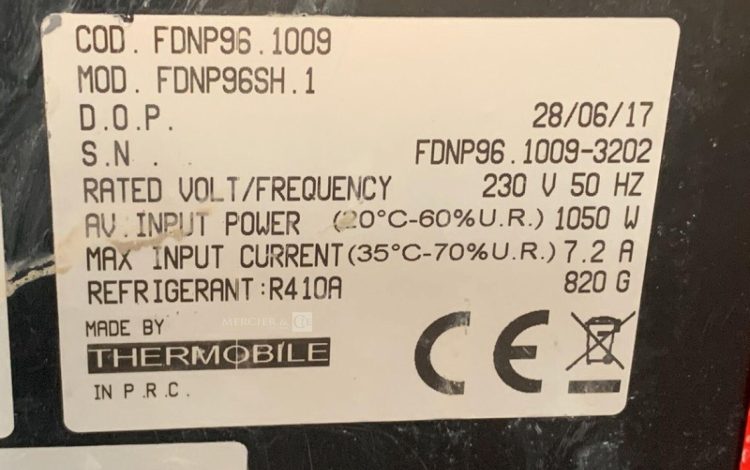 COD. FDNP96.1009
MOD. FDNP96SH.1
D.O.P. 28/06/17
S.N. FDNP96.1009-3202
RATED VOLT/FREQUENCY 230 V 50 HZ
AV.INPUT POWER (20°C-60%U.R.) 1050 W
MAX INPUT CURRENT (35°C-70%U.R.) 7.2 A
REFRIGERANT:R410A 820 G
MERCIER &
MADE BY
THERMOBILE
CE
IN P.R.C.